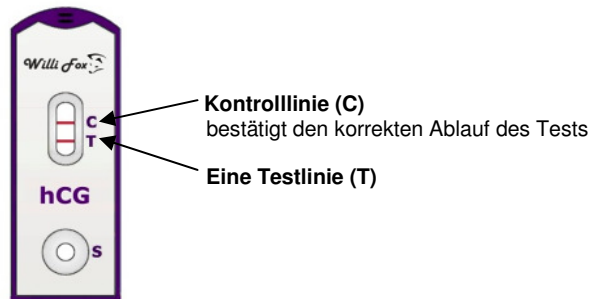 Willi Fox
C
T
hCG
S
Kontrolllinie (C)
bestätigt den korrekten Ablauf des Tests
Eine Testlinie (T)